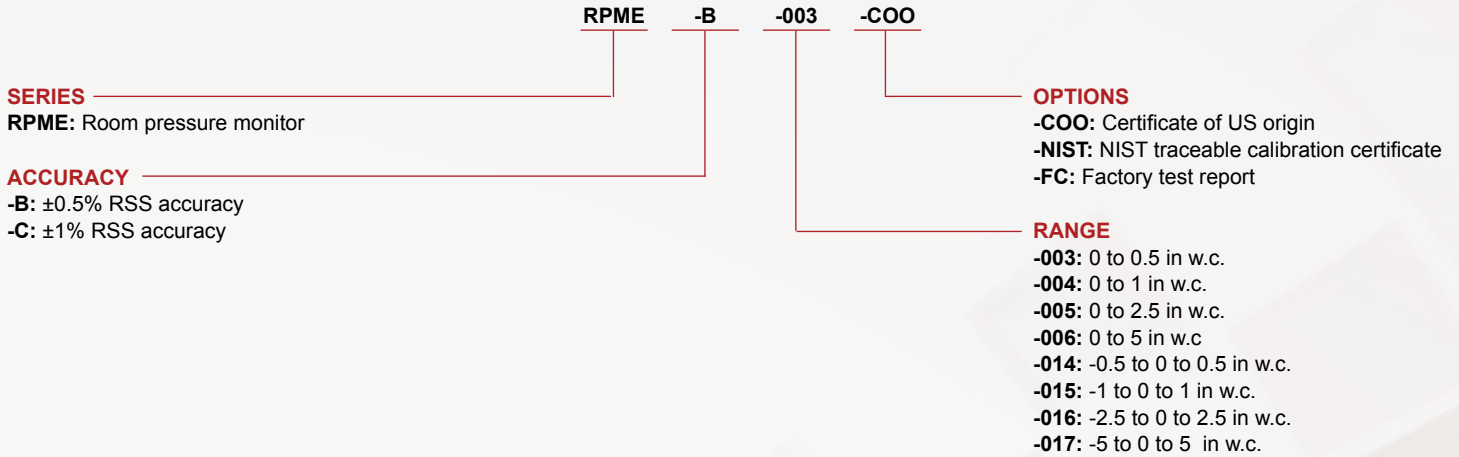 RPME -B -003 -COO
SERIES
RPME: Room pressure monitor
ACCURACY
-B: ±0.5% RSS accuracy
-C: ±1% RSS accuracy
OPTIONS
-COO: Certificate of US origin
-NIST: NIST traceable calibration certificate
-FC: Factory test report
RANGE
-003: 0 to 0.5 in w.c.
-004: 0 to 1 in w.c.
-005: 0 to 2.5 in w.c.
-006: 0 to 5 in w.c
-014: -0.5 to 0 to 0.5 in w.c.
-015: -1 to 0 to 1 in w.c.
-016: -2.5 to 0 to 2.5 in w.c.
-017: -5 to 0 to 5 in w.c.